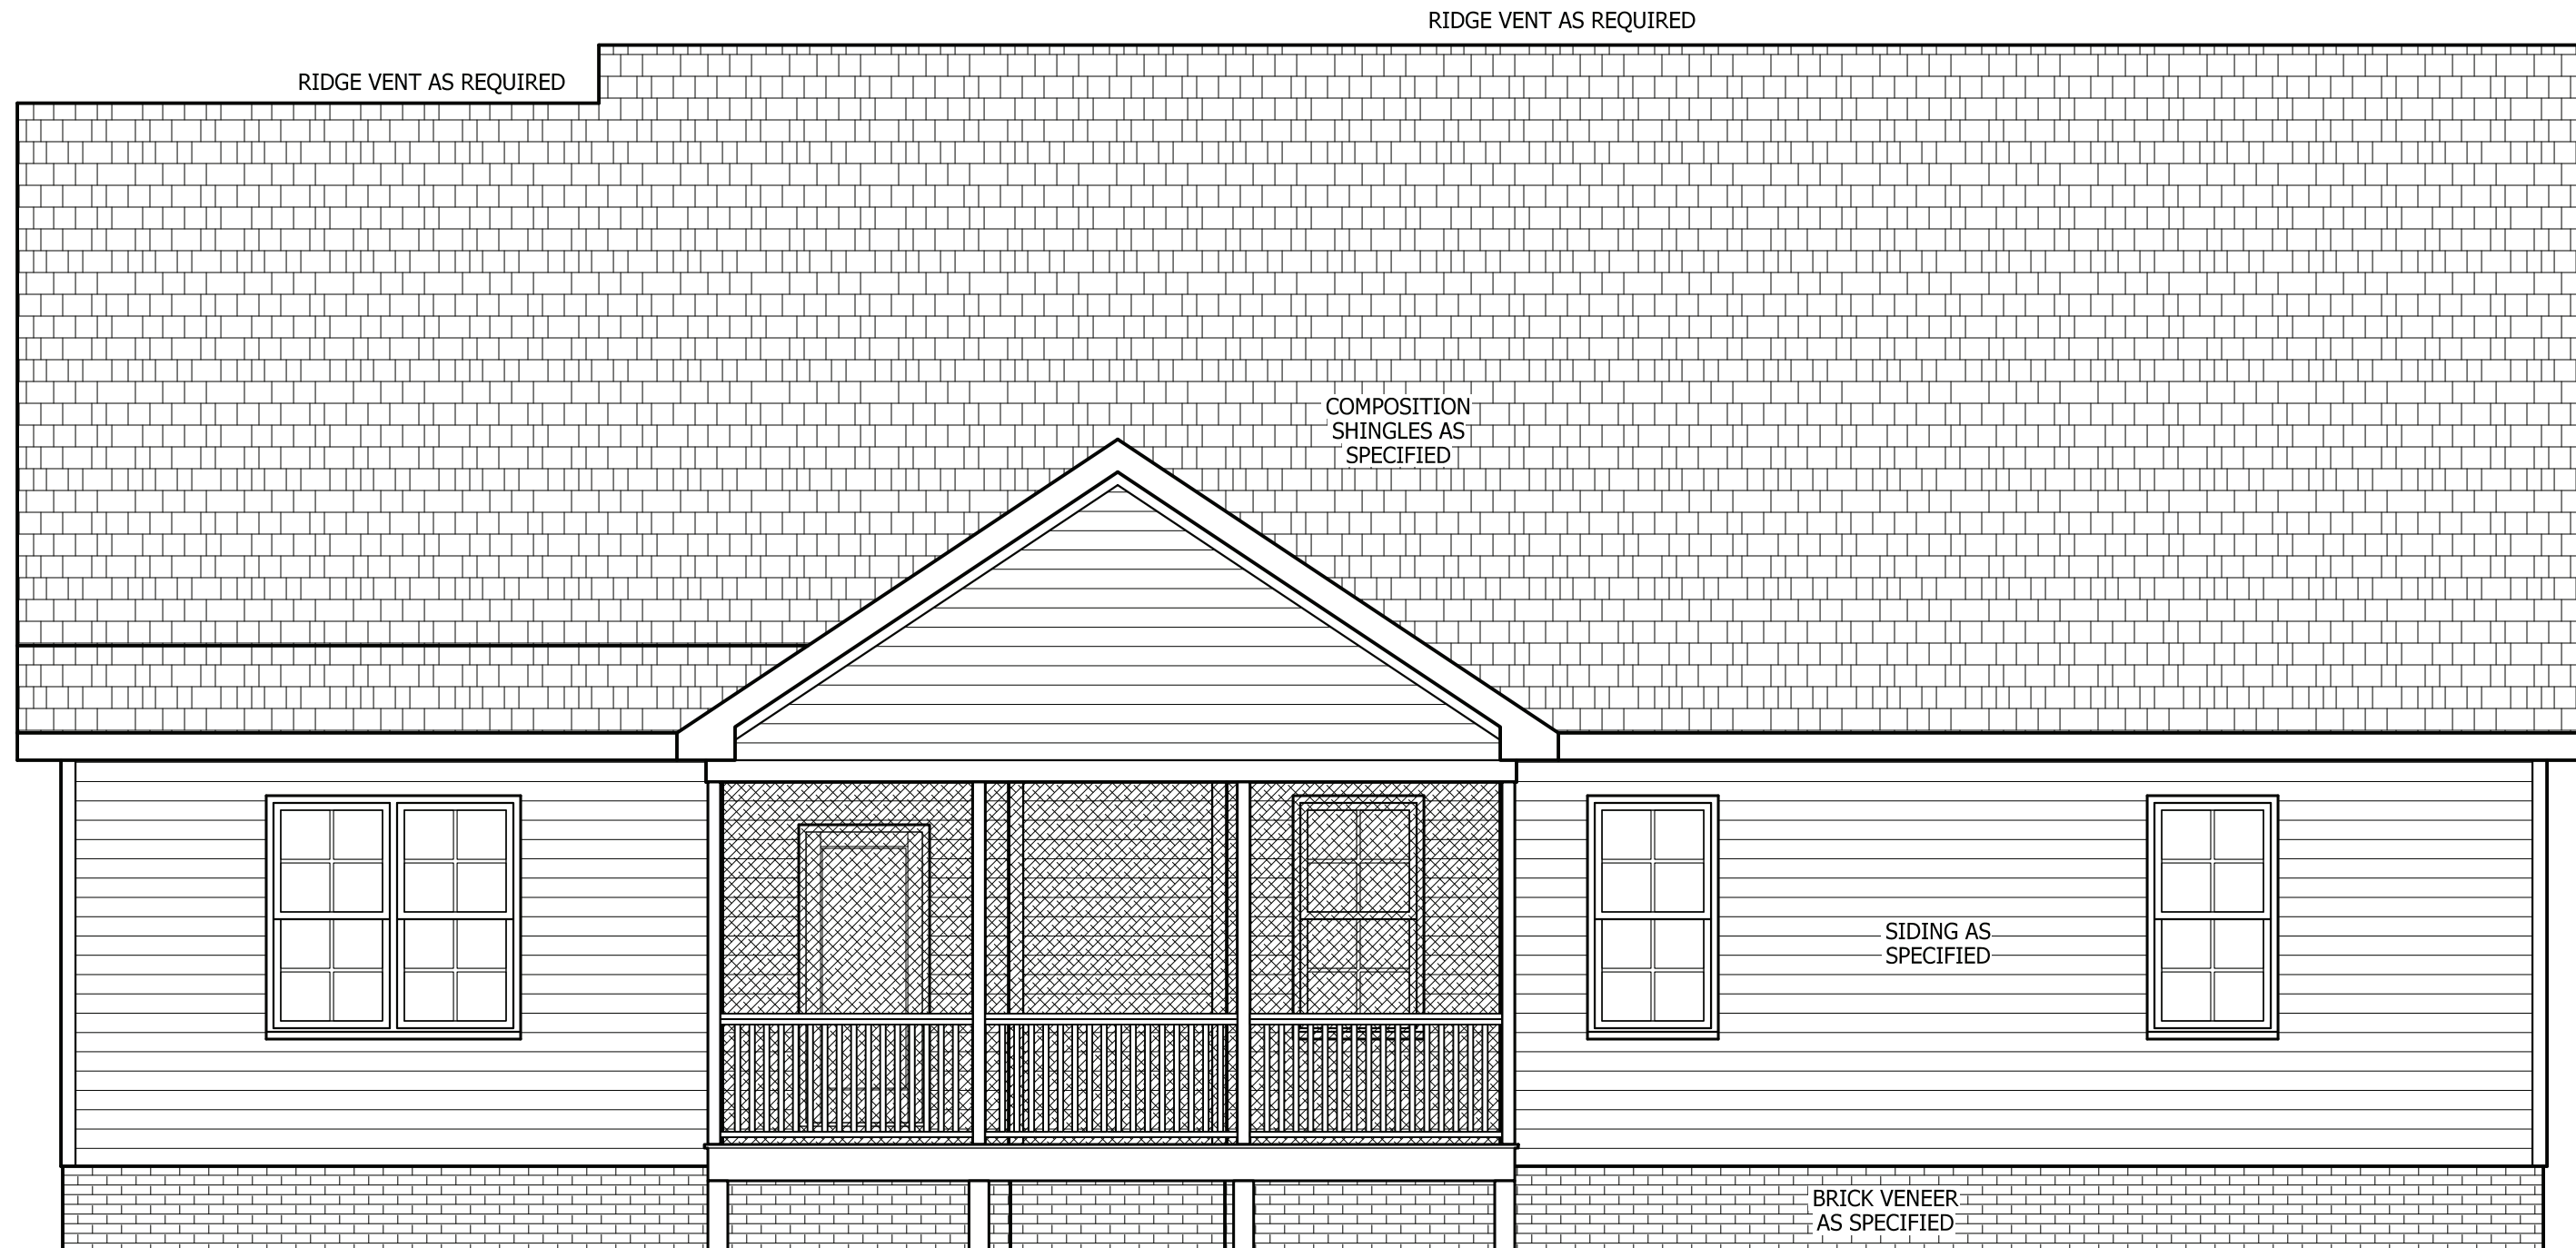 RIDGE VENT AS REQUIRED
RIDGE VENT AS REQUIRED
COMPOSITION
SHINGLES AS
SPECIFIED
SIDING AS
SPECIFIED
BRICK VENEER
AS SPECIFIED